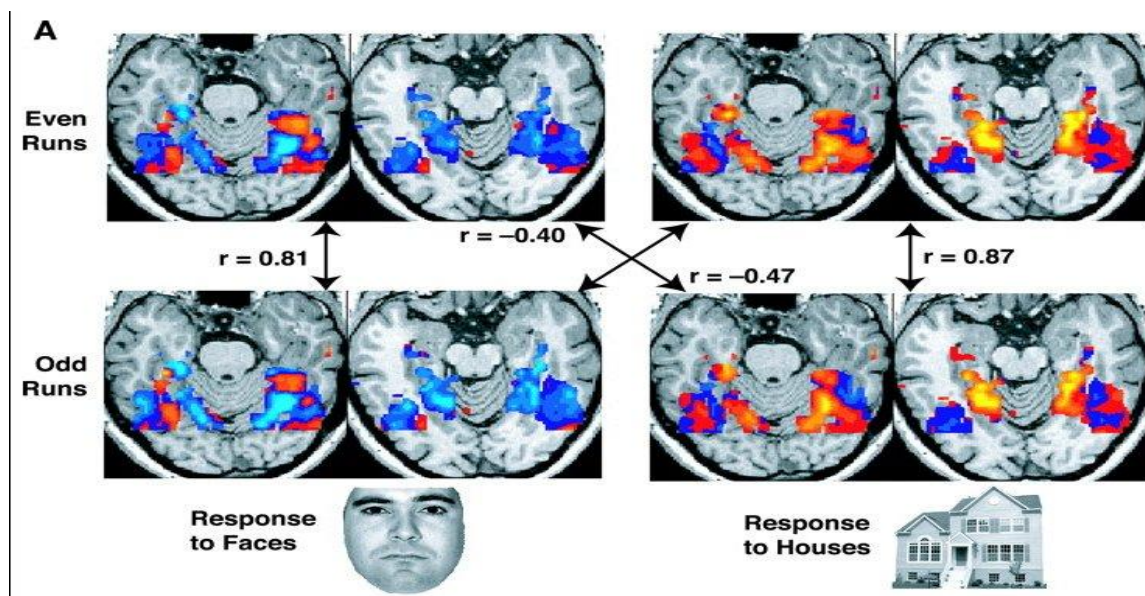 A
Even
Runs
r = 0.81
r = –0.40
r = –0.47
r = 0.87
Odd
Runs
Response
to Faces
Response
to Houses